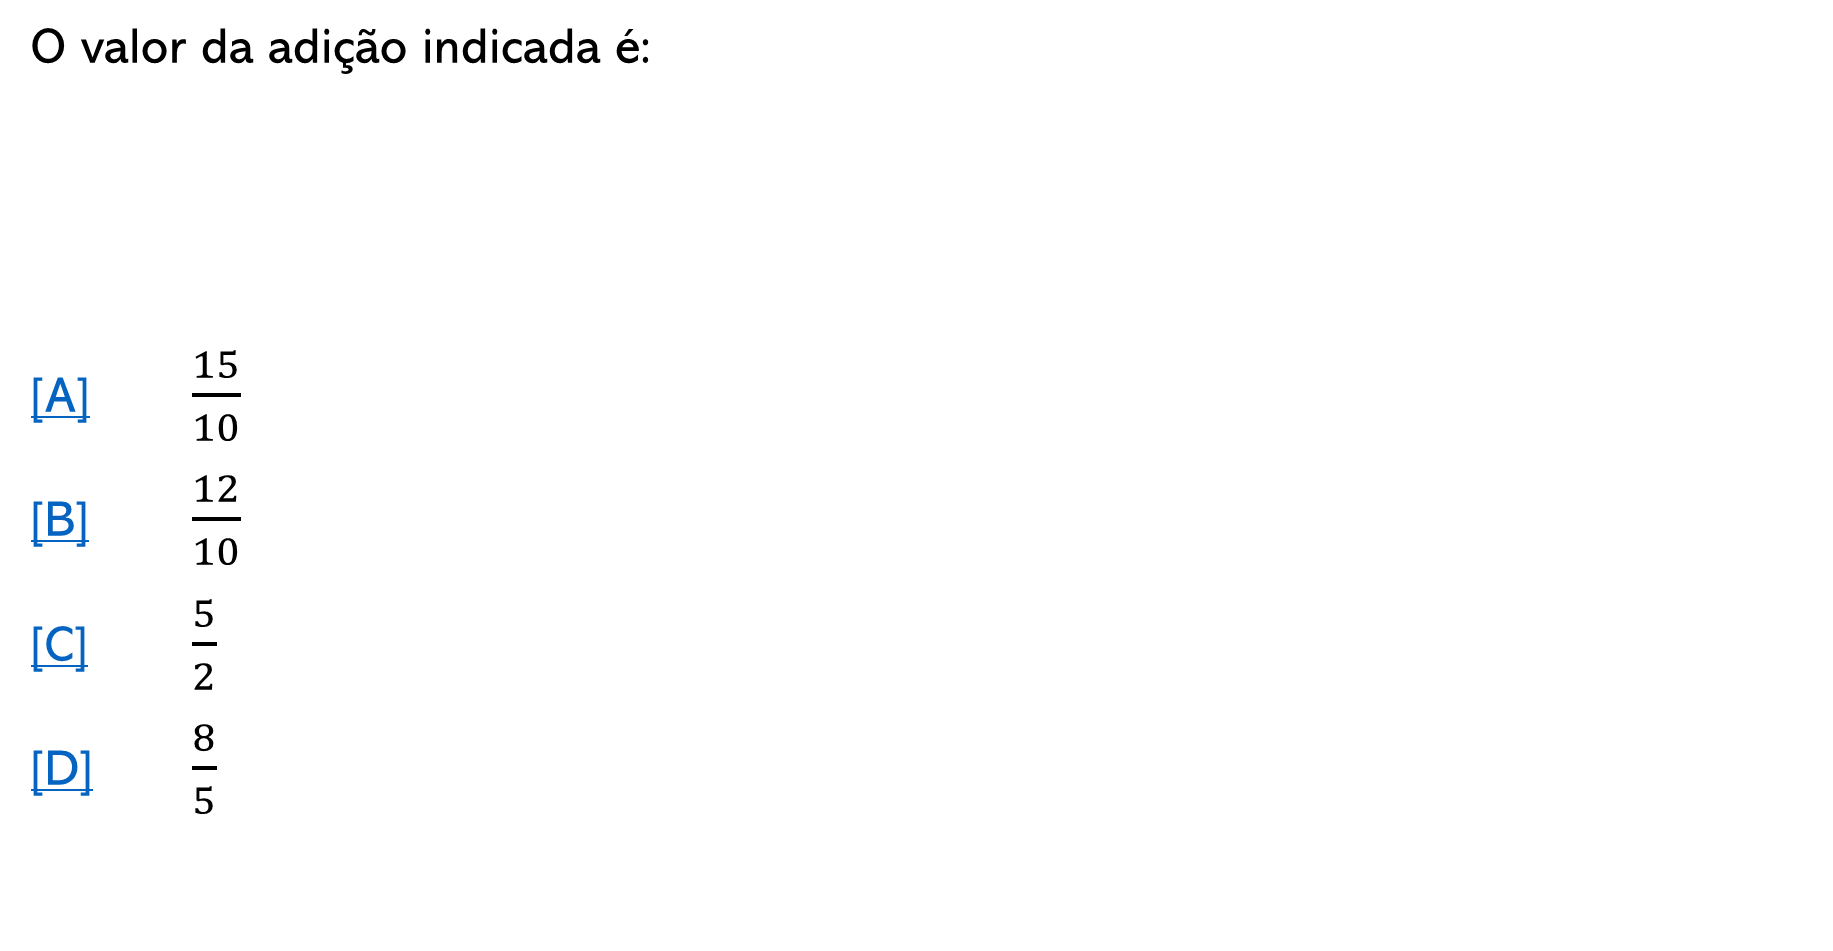 O valor da adição indicada é:
[A] 15/10
[B] 12/10
[C] 5/2
[D] 8/5